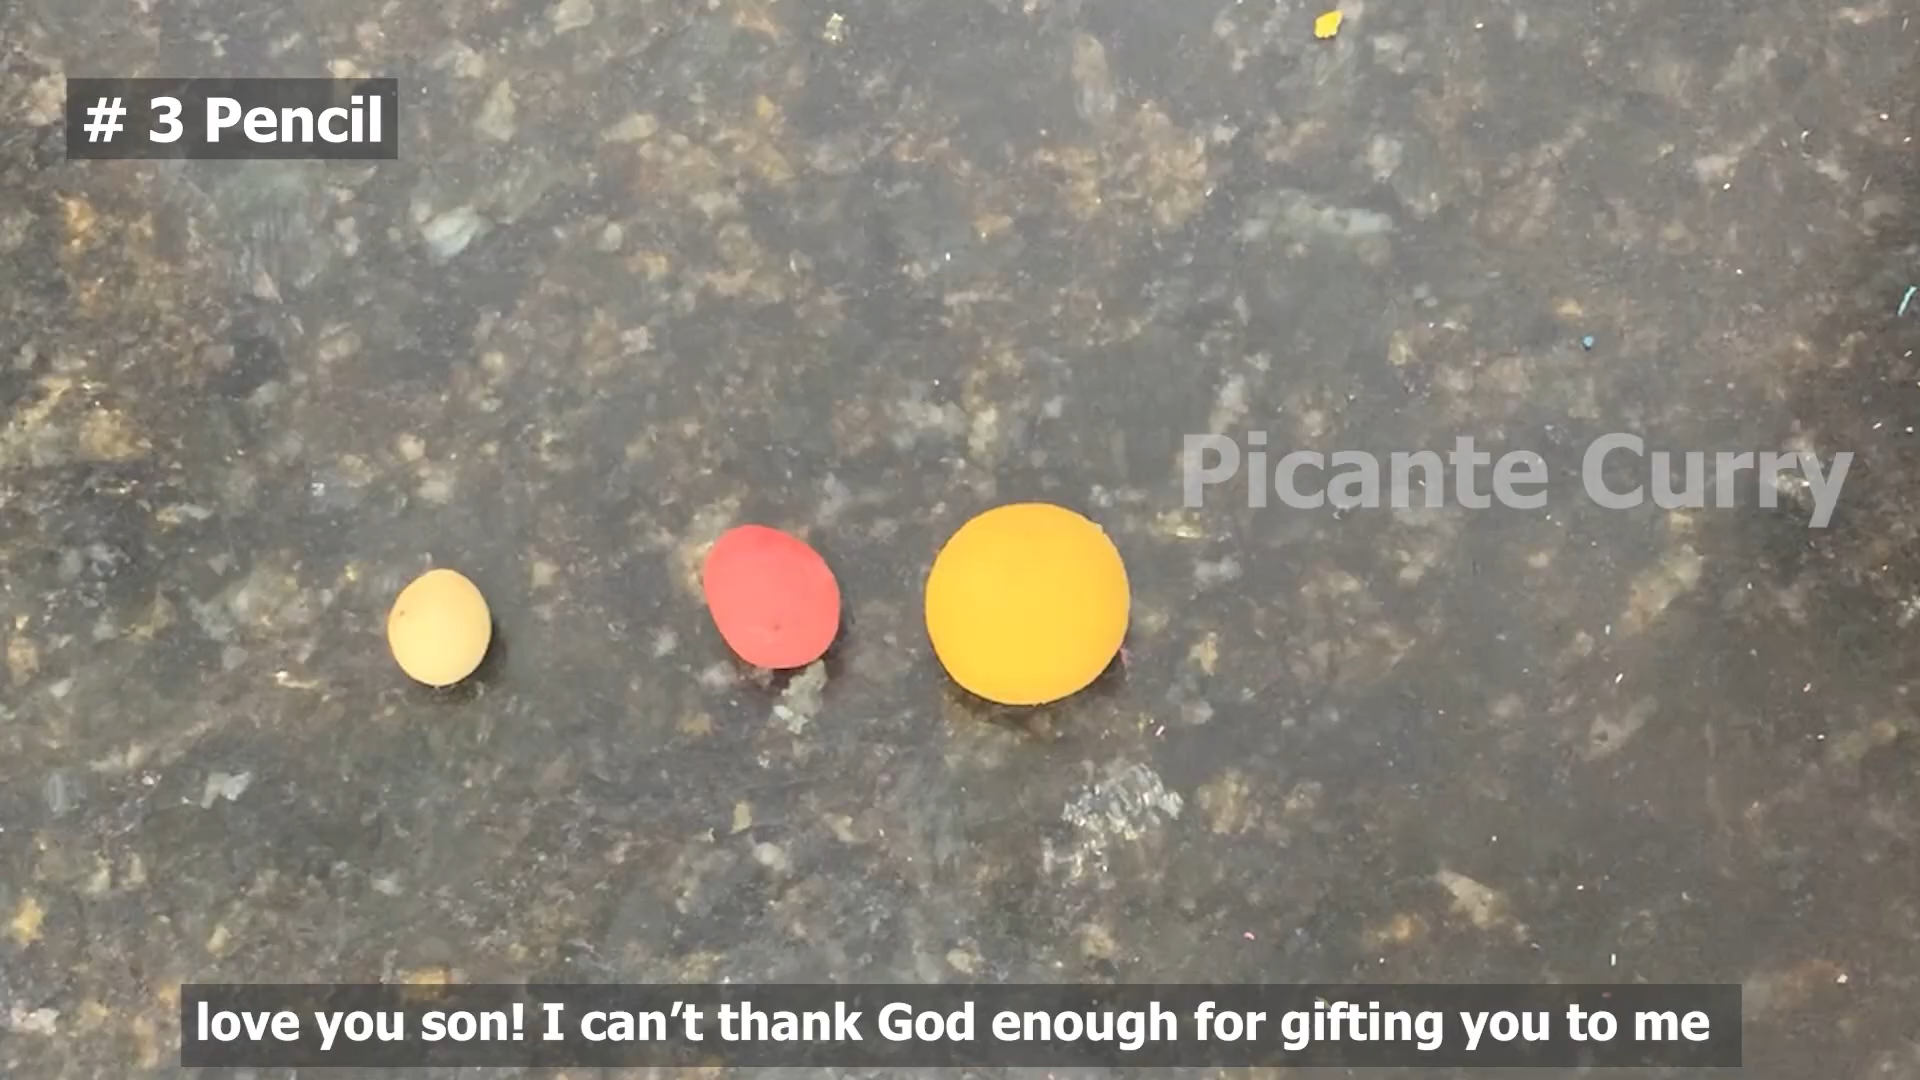 # 3 Pencil
Picante Curry
love you son! I can’t thank God enough for gifting you to me